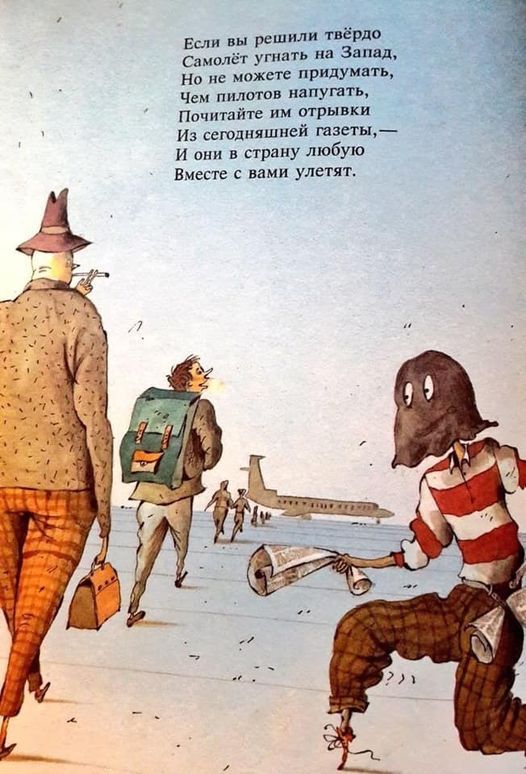 Если вы решили твёрдо
Самолёт угнать на Запад,
Но не можете придумать,
Чем пилотов напугать,
Почитайте им отрывки
Из сегодняшней газеты,—
И они в страну любую
Вместе с вами улетят.